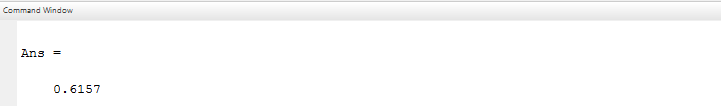 Command Window
Ans =
0.6157